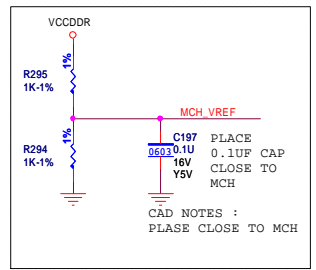 VCCDDR
1%
R295
1K-1%
MCH_VREF
1%
R294
1K-1%
C197
0603 0.1U
16V
Y5V
PLACE
0.1UF CAP
CLOSE TO
MCH
CAD NOTES :
PLASE CLOSE TO MCH